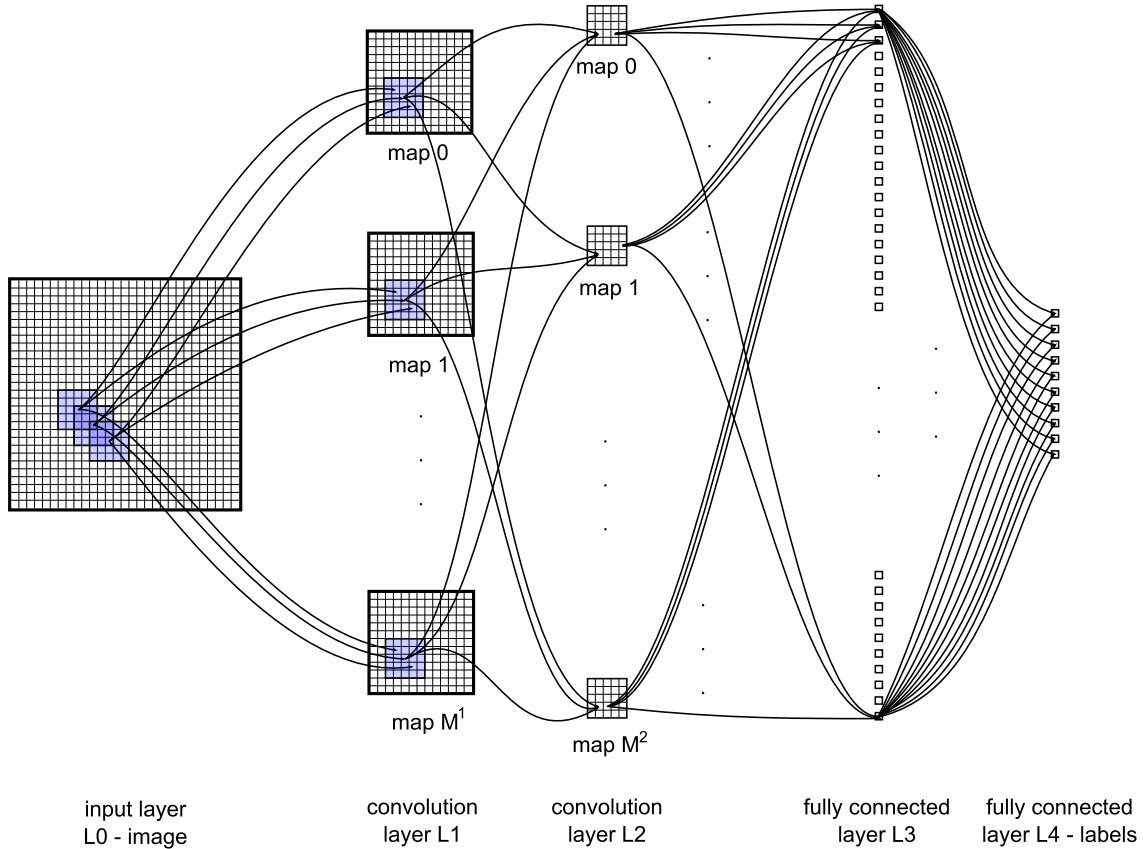 map 0
map 0
map 1
map 1
map M¹
map M²
input layer
L0 - image
convolution
layer L1
convolution
layer L2
fully connected
layer L3
fully connected
layer L4 - labels